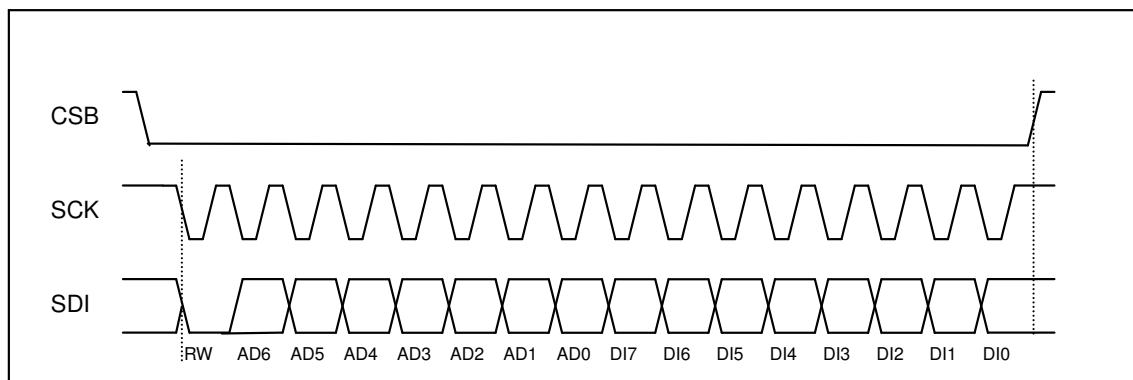 CSB
SCK
SDI
RW AD6 AD5 AD4 AD3 AD2 AD1 AD0 DI7 DI6 DI5 DI4 DI3 DI2 DI1 DI0